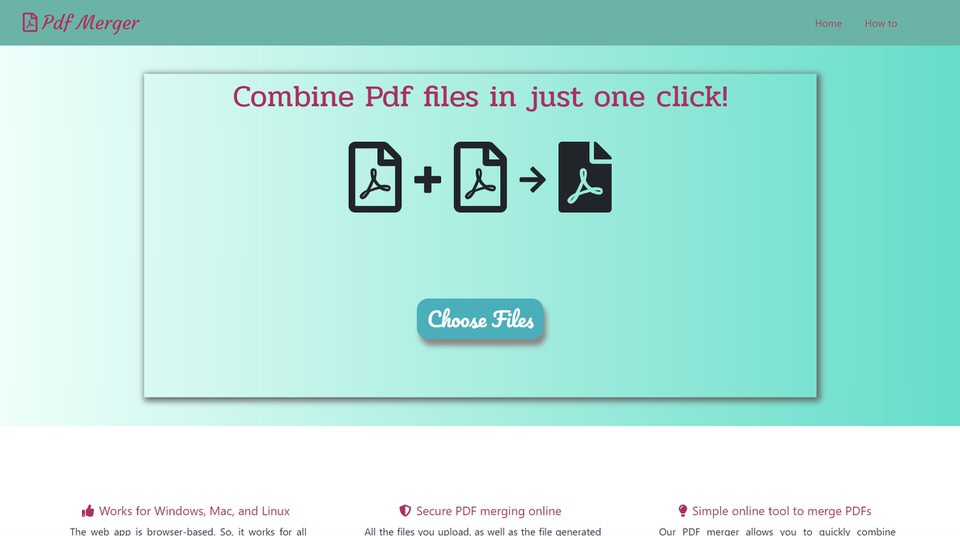 Pdf Merger
Home
How to
Combine Pdf files in just one click!
Choose Files
Works for Windows, Mac, and Linux
The web app is browser-based. So, it works for all
Secure PDF merging online
All the files you upload, as well as the file generated
Simple online tool to merge PDFs
Our PDF merger allows you to quickly combine